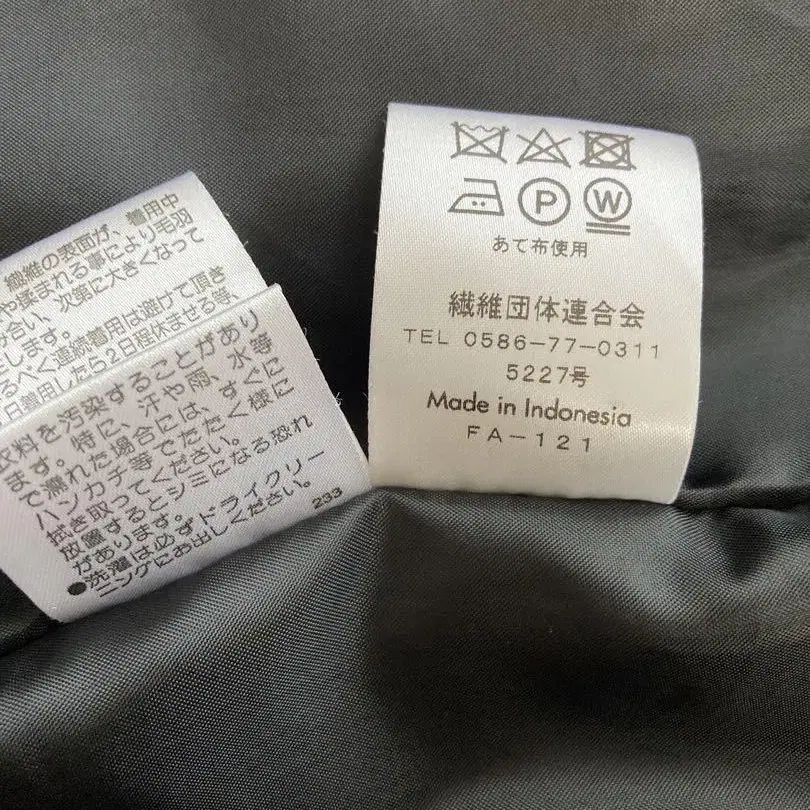 繊維の表面が、着用中
や揉まれる事により毛羽
み合い、次第に大きくなって
します。
るべく連続着用は避けて頂き
日着用したら2日程休ませる等、
衣料を汚染することがあり
ます。特に、汗や雨、水等
で濡れた場合には、すぐに
ハンカチ等でたたく様に
拭き取ってください。
放置するとシミになる恐れ
があります。
●洗濯は必ずドライクリー
ニングにお出しください。
233
P W
あて布使用
繊維団体連合会
TEL 0586-77-0311
5227号
Made in Indonesia
FA-121